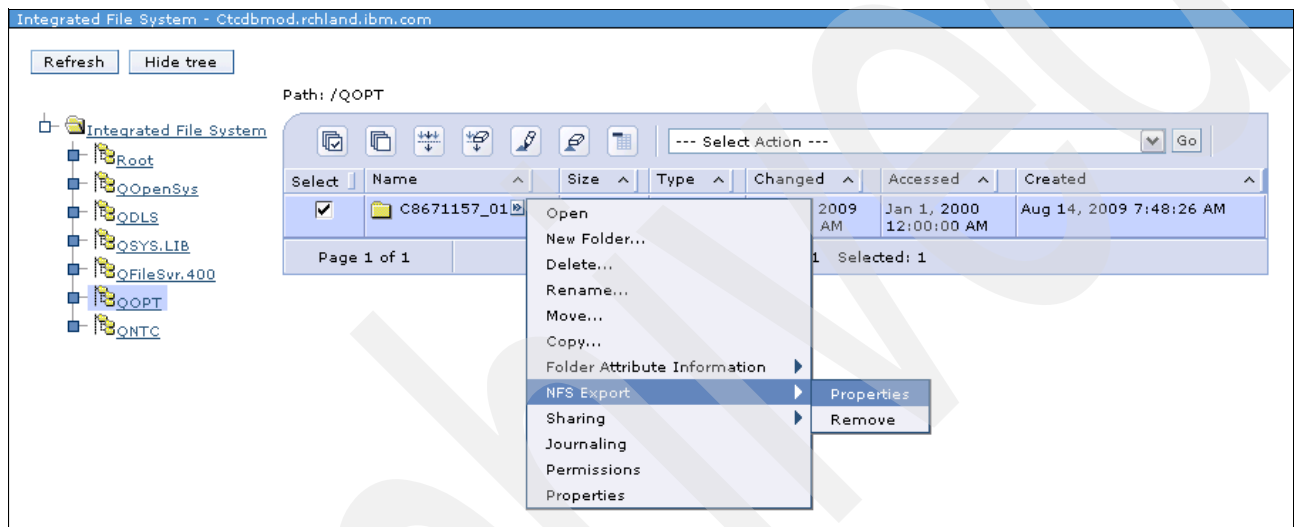 Integrated File System - Ctcdbmod.rchland.ibm.com
Refresh Hide tree
Path: /QOPT
Integrated File System
Root
QOpenSys
QDLS
QSYS.LIB
QFileSvr.400
QOPT
QNTC
--- Select Action --- Go
Select Name Size Type Changed Accessed Created
C8671157_01 2009 AM Jan 1, 2000 12:00:00 AM Aug 14, 2009 7:48:26 AM
Page 1 of 1 1 Selected: 1
Open
New Folder...
Delete...
Rename...
Move...
Copy...
Folder Attribute Information
NFS Export
Properties
Remove
Sharing
Journaling
Permissions
Properties